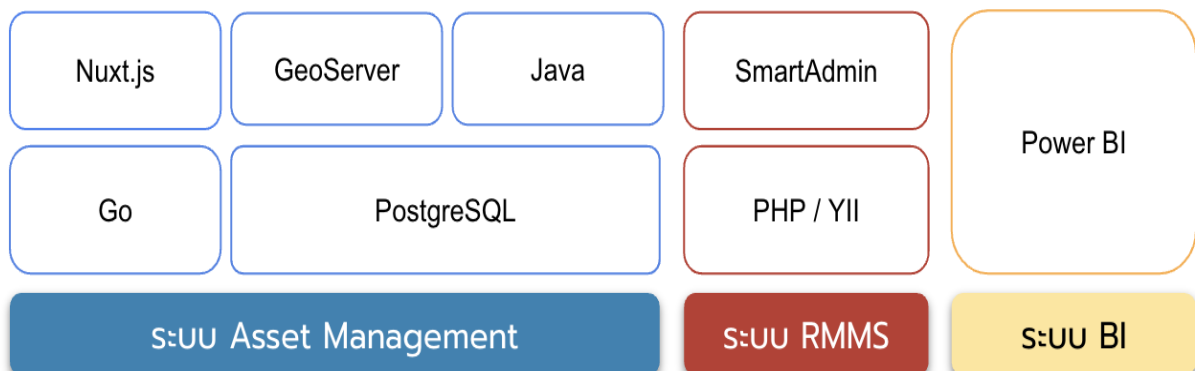 Nuxt.js
GeoServer
Java
SmartAdmin
Power BI
Go
PostgreSQL
PHP / YII
ระบบ Asset Management
ระบบ RMMS
ระบบ BI